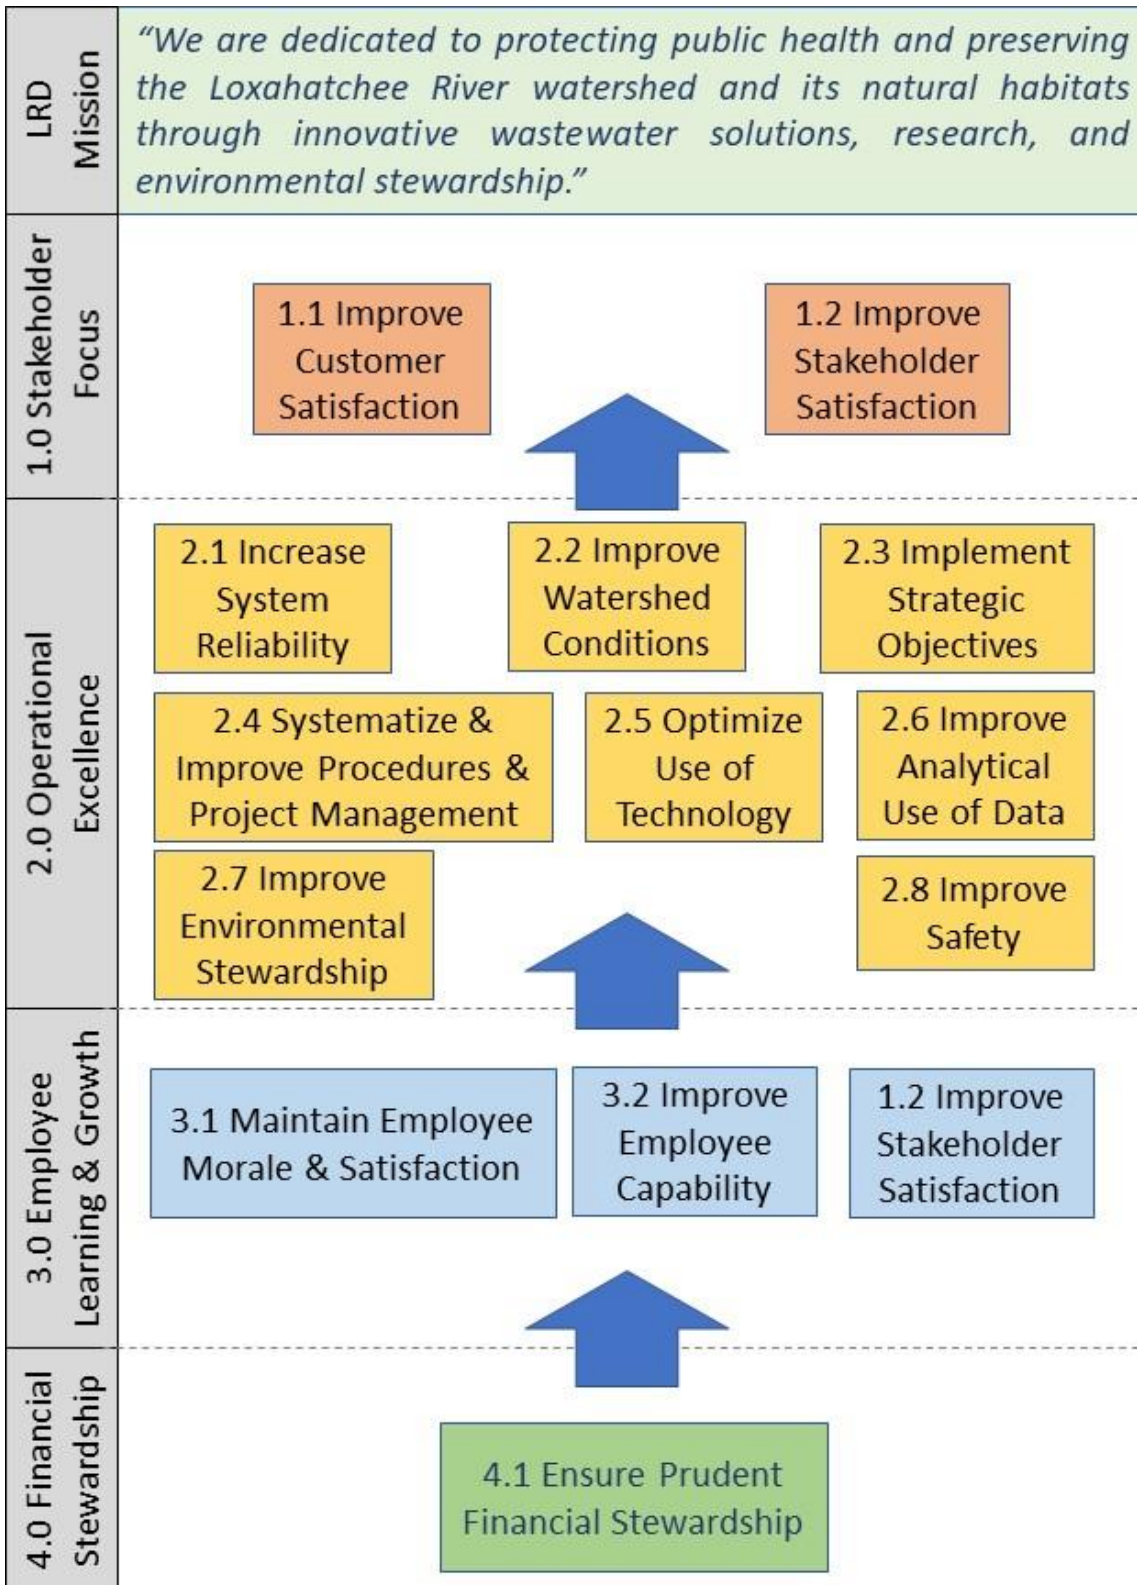 LRD
Mission
“We are dedicated to protecting public health and preserving
the Loxahatchee River watershed and its natural habitats
through innovative wastewater solutions, research, and
environmental stewardship.”
1.0 Stakeholder
Focus
1.1 Improve
Customer
Satisfaction
1.2 Improve
Stakeholder
Satisfaction
2.0 Operational
Excellence
2.1 Increase
System
Reliability
2.2 Improve
Watershed
Conditions
2.3 Implement
Strategic
Objectives
2.4 Systematize &
Improve Procedures &
Project Management
2.5 Optimize
Use of
Technology
2.6 Improve
Analytical
Use of Data
2.7 Improve
Environmental
Stewardship
2.8 Improve
Safety
3.0 Employee
Learning & Growth
3.1 Maintain Employee
Morale & Satisfaction
3.2 Improve
Employee
Capability
1.2 Improve
Stakeholder
Satisfaction
4.0 Financial
Stewardship
4.1 Ensure Prudent
Financial Stewardship